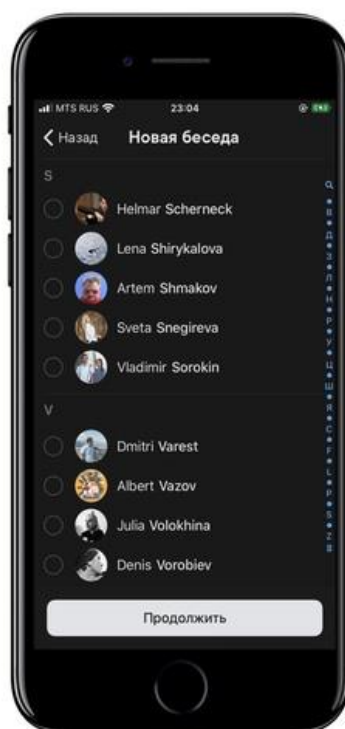 MTS RUS 23:04
Назад Новая беседа
S
Helmar Scherneck
Lena Shirykalova
Artem Shmakov
Sveta Snegireva
Vladimir Sorokin
V
Dmitri Varest
Albert Vazov
Julia Volokhina
Denis Vorobiev
Продолжить
В
Д
З
Л
Н
Р
У
Ц
Ш
Я
C
F
L
P
S
Z
#